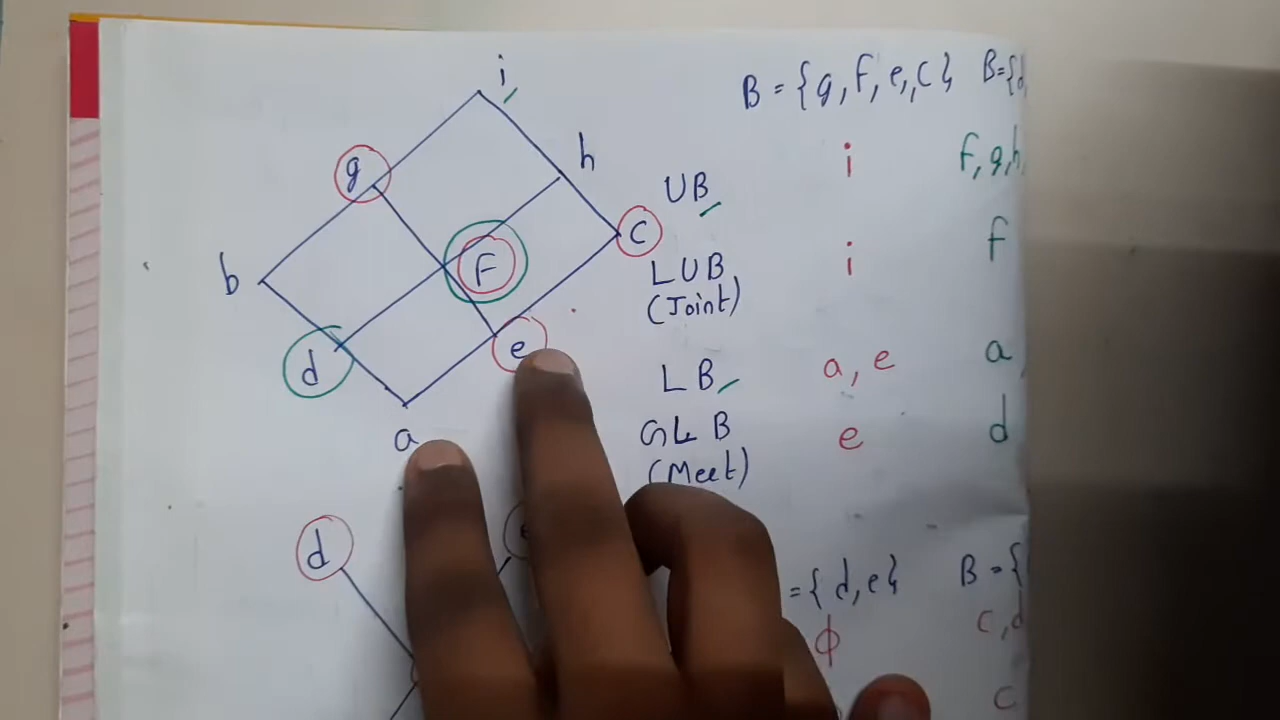 i
h
g
UB
C
F
b
LUB
(Joint)
e
d
LB
a
GLB
(Meet)
d
B = {g, F, e, C}
i
i
a, e
e
= {d, e}
ϕ
B={d,
F, g, h,
f
a,
d
B = {
C, d
C